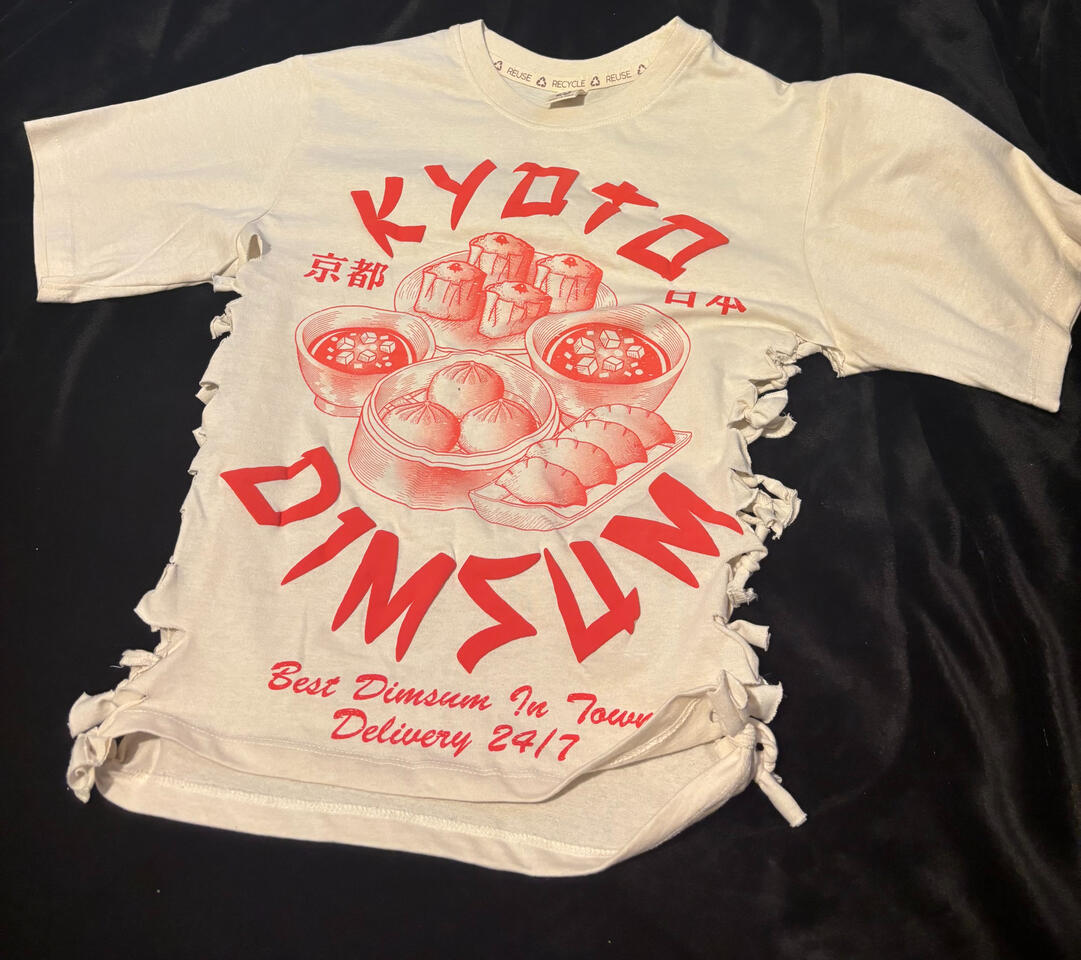 REUSE RECYCLE REUSE
KYOTO
京都
日本
DIMSUM
Best Dimsum In Town
Delivery 24/7